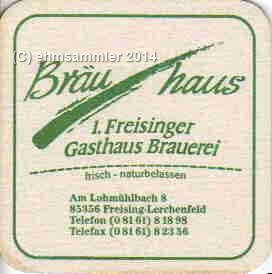 (C) ehmsammler 2014
Bräu haus
1. Freisinger
Gasthaus Brauerei
frisch - naturbelassen
Am Lohmühlbach 8
85356 Freising-Lerchenfeld
Telefon (0 81 61) 8 18 98
Telefax (0 81 61) 8 23 56